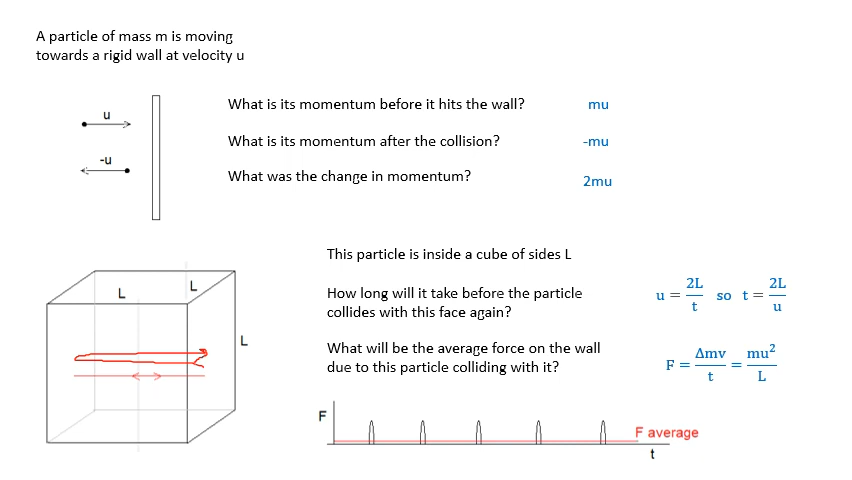 A particle of mass m is moving
towards a rigid wall at velocity u
u
-u
What is its momentum before it hits the wall? mu
What is its momentum after the collision? -mu
What was the change in momentum? 2mu
This particle is inside a cube of sides L
How long will it take before the particle
collides with this face again?
u = 2L/t so t = 2L/u
What will be the average force on the wall
due to this particle colliding with it?
F = Δmv/t = mu²/L
L
L
L
F
F average
t